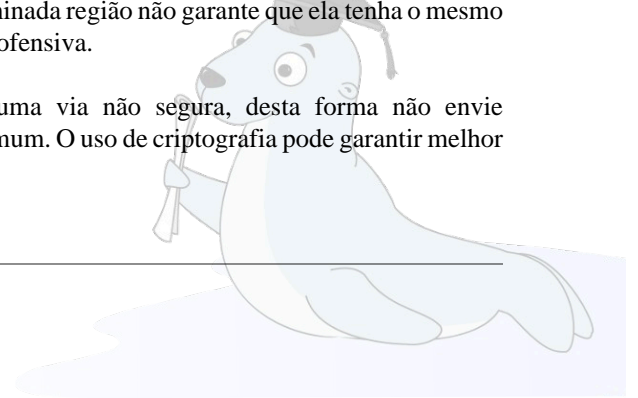 minada região não garante que ela tenha o mesmo
ofensiva.
uma via não segura, desta forma não envie
mum. O uso de criptografia pode garantir melhor